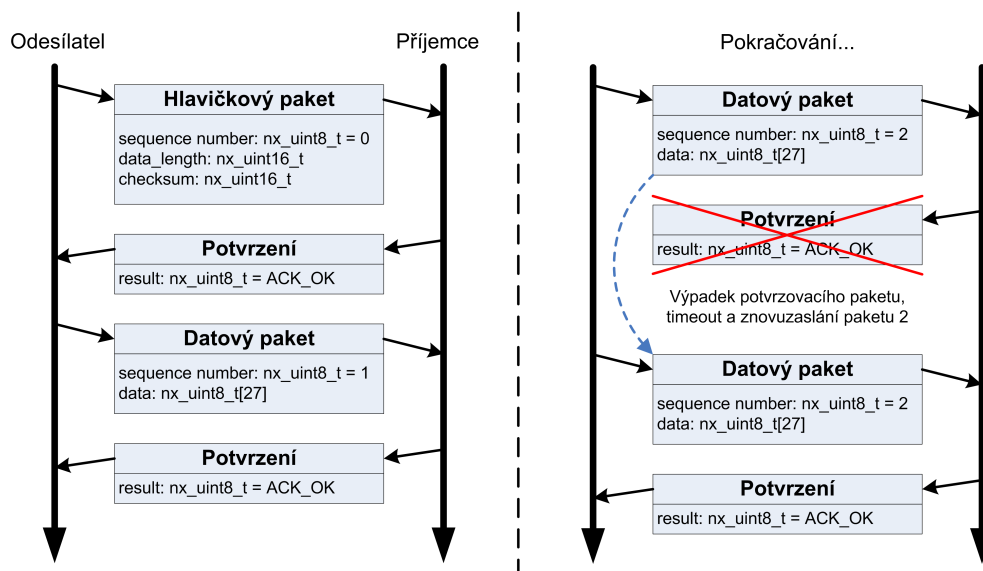 Odesílatel
Příjemce
Hlavičkový paket
sequence number: nx_uint8_t = 0
data_length: nx_uint16_t
checksum: nx_uint16_t
Potvrzení
result: nx_uint8_t = ACK_OK
Datový paket
sequence number: nx_uint8_t = 1
data: nx_uint8_t[27]
Potvrzení
result: nx_uint8_t = ACK_OK
Pokračování...
Datový paket
sequence number: nx_uint8_t = 2
data: nx_uint8_t[27]
Potvrzení
result: nx_uint8_t = ACK_OK
Výpadek potvrzovacího paketu,
timeout a znovuzaslání paketu 2
Datový paket
sequence number: nx_uint8_t = 2
data: nx_uint8_t[27]
Potvrzení
result: nx_uint8_t = ACK_OK